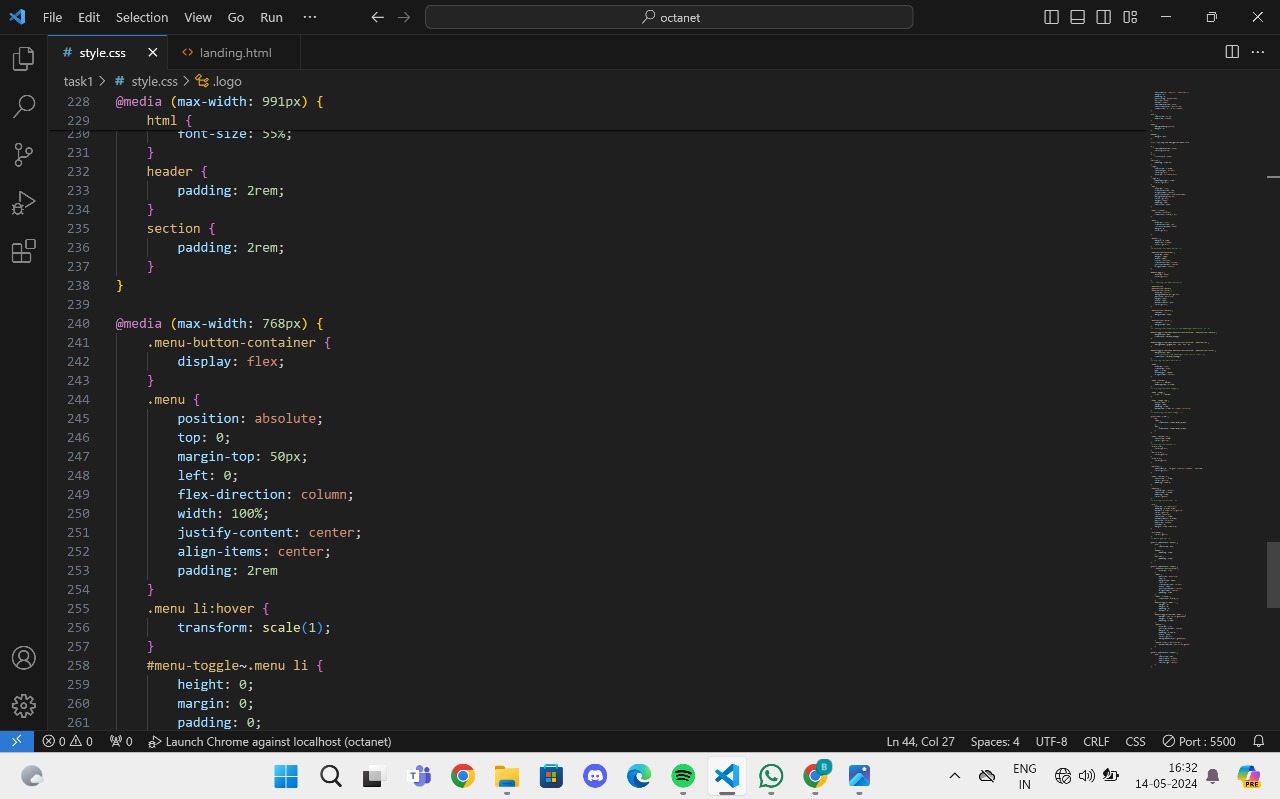 File Edit Selection View Go Run ··· octanet
# style.css × <> landing.html
task1 > # style.css > .logo
228 @media (max-width: 991px) {
229     html {
230         font-size: 55%;
231     }
232     header {
233         padding: 2rem;
234     }
235     section {
236         padding: 2rem;
237     }
238 }
239
240 @media (max-width: 768px) {
241     .menu-button-container {
242         display: flex;
243     }
244     .menu {
245         position: absolute;
246         top: 0;
247         margin-top: 50px;
248         left: 0;
249         flex-direction: column;
250         width: 100%;
251         justify-content: center;
252         align-items: center;
253         padding: 2rem
254     }
255     .menu li:hover {
256         transform: scale(1);
257     }
258     #menu-toggle~.menu li {
259         height: 0;
260         margin: 0;
261         padding: 0;
0 0 0 Launch Chrome against localhost (octanet) Ln 44, Col 27 Spaces: 4 UTF-8 CRLF CSS Port : 5500
ENG 16:32
IN 14-05-2024
B
PRE